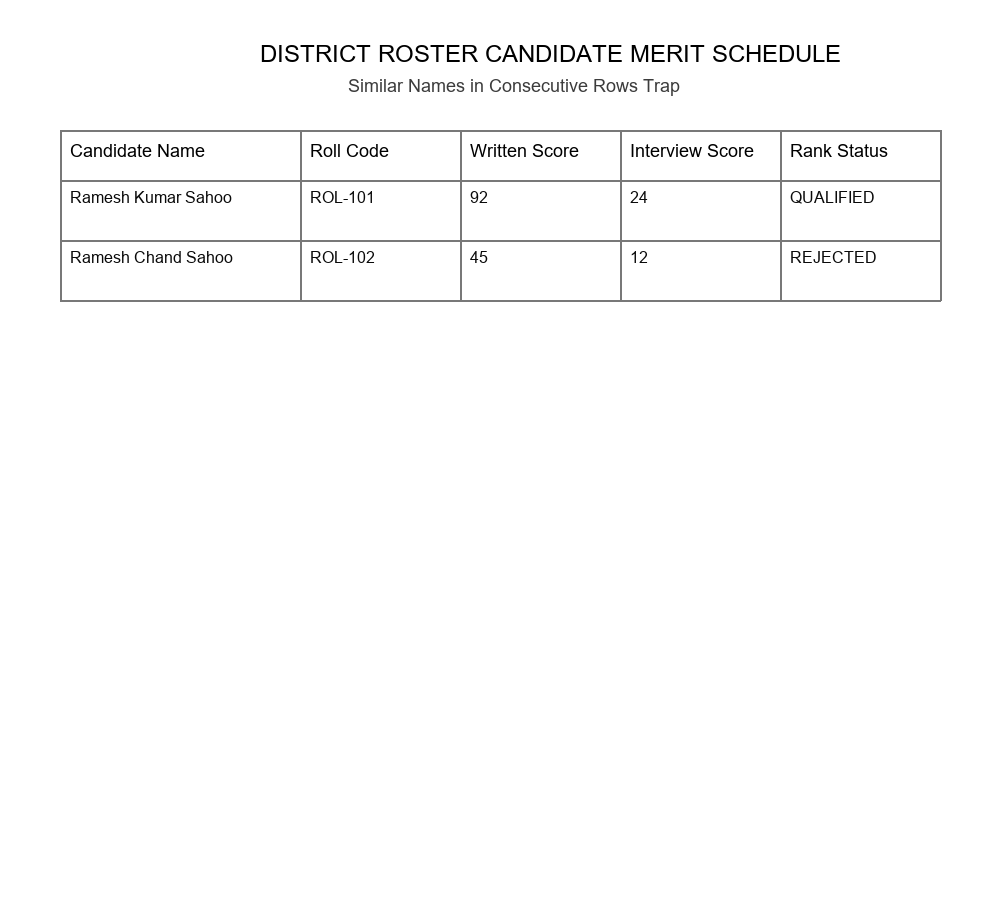 DISTRICT ROSTER CANDIDATE MERIT SCHEDULE
Similar Names in Consecutive Rows Trap
Candidate Name Roll Code Written Score Interview Score Rank Status
Ramesh Kumar Sahoo ROL-101 92 24 QUALIFIED
Ramesh Chand Sahoo ROL-102 45 12 REJECTED